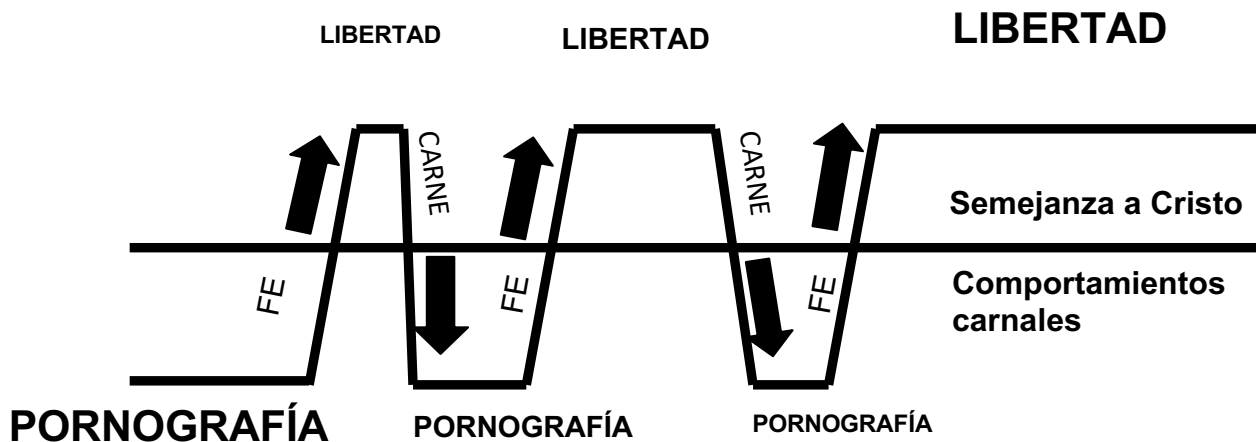 LIBERTAD
LIBERTAD
LIBERTAD
CARNE
CARNE
Semejanza a Cristo
FE
FE
FE
Comportamientos
carnales
PORNOGRAFÍA
PORNOGRAFÍA
PORNOGRAFÍA